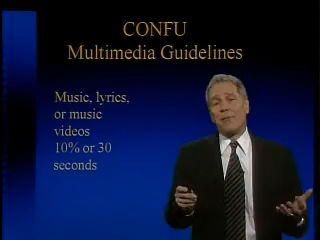 CONFU
Multimedia Guidelines
Music, lyrics,
or music
videos
10% or 30
seconds